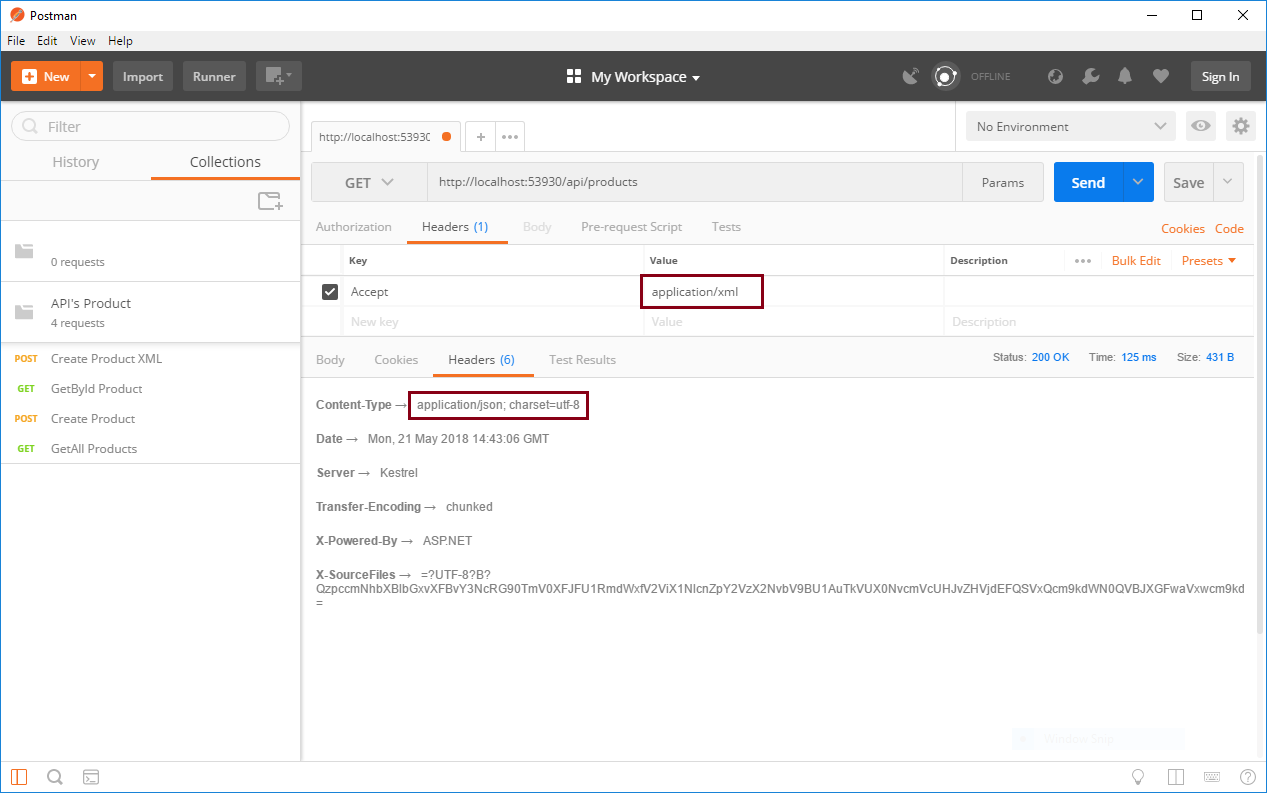 Postman
File Edit View Help
New Import Runner My Workspace OFFLINE Sign In
Filter
History Collections
0 requests
API's Product
4 requests
POST Create Product XML
GET GetById Product
POST Create Product
GET GetAll Products
http://localhost:53930 + •••
No Environment
GET http://localhost:53930/api/products Params Send Save
Authorization Headers (1) Body Pre-request Script Tests Cookies Code
Key Value Description ••• Bulk Edit Presets
Accept application/xml
New key Value Description
Body Cookies Headers (6) Test Results Status: 200 OK Time: 125 ms Size: 431 B
Content-Type → application/json; charset=utf-8
Date → Mon, 21 May 2018 14:43:06 GMT
Server → Kestrel
Transfer-Encoding → chunked
X-Powered-By → ASP.NET
X-SourceFiles → =?UTF-8?B?
=
Window Snip